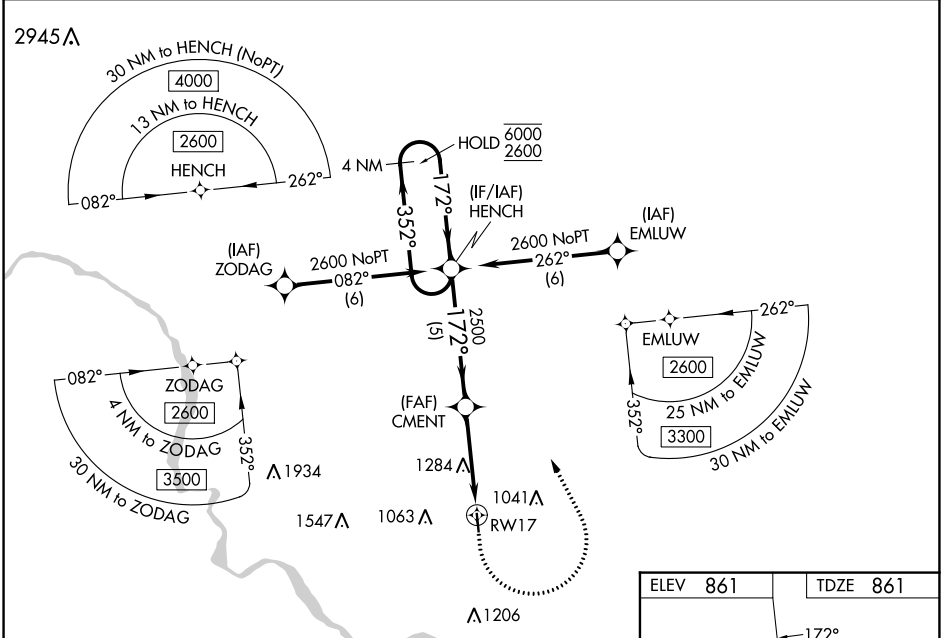 2945
30 NM to HENCH (NoPT)
4000
13 NM to HENCH
2600
HENCH
082°
262°
HOLD 6000
2600
4 NM
172°
352°
(IF/IAF)
HENCH
(IAF)
ZODAG
2600 NoPT
082°
(6)
(IAF)
EMLUW
2600 NoPT
262°
(6)
2500
172°
(5)
082°
ZODAG
2600
4 NM to ZODAG
3500
30 NM to ZODAG
352°
262°
EMLUW
2600
25 NM to EMLUW
3300
30 NM to EMLUW
352°
(FAF)
CMENT
1934
1284
1041
1547
1063
RW17
1206
ELEV 861
TDZE 861
172°